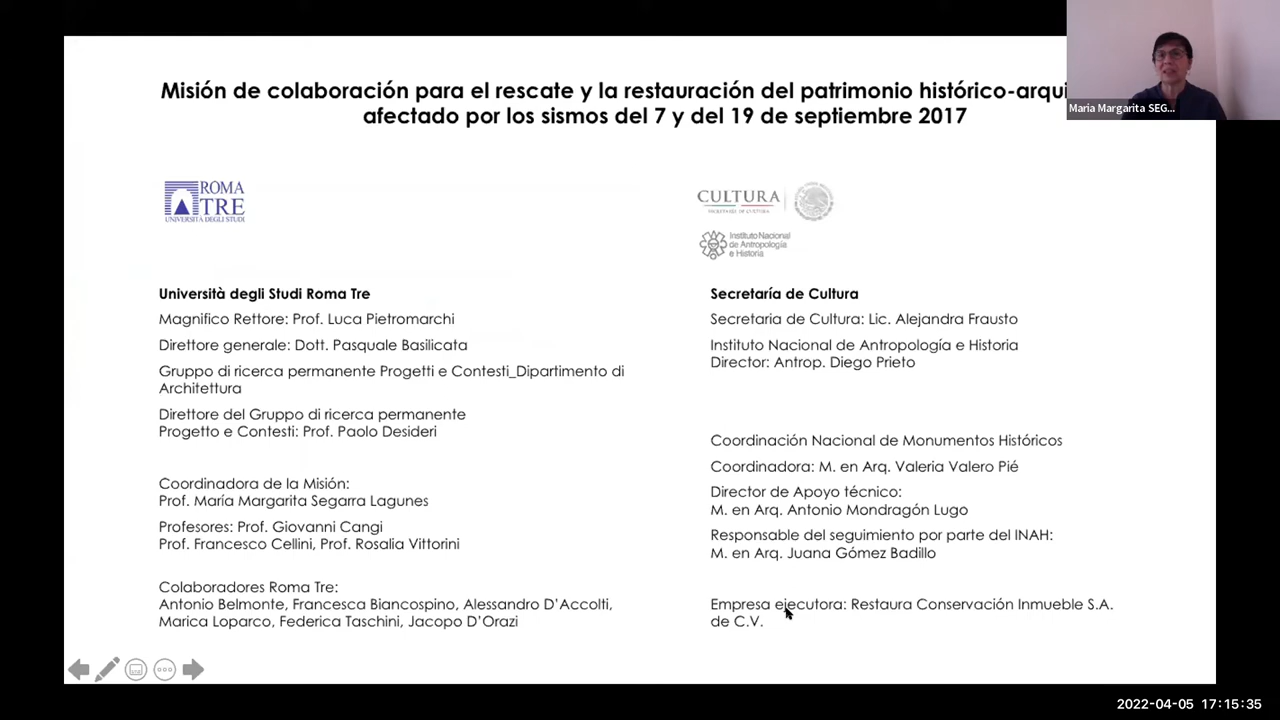 Misión de colaboración para el rescate y la restauración del patrimonio histórico-arqui
afectado por los sismos del 7 y del 19 de septiembre 2017
Maria Margarita SEG...
ROMA
TRE
UNIVERSITÀ DEGLI STUDI
CULTURA
SECRETARÍA DE CULTURA
Instituto Nacional
de Antropología
e Historia
Università degli Studi Roma Tre
Magnifico Rettore: Prof. Luca Pietromarchi
Direttore generale: Dott. Pasquale Basilicata
Gruppo di ricerca permanente Progetti e Contesti_Dipartimento di
Architettura
Direttore del Gruppo di ricerca permanente
Progetto e Contesti: Prof. Paolo Desideri
Coordinadora de la Misión:
Prof. María Margarita Segarra Lagunes
Profesores: Prof. Giovanni Cangi
Prof. Francesco Cellini, Prof. Rosalia Vittorini
Colaboradores Roma Tre:
Antonio Belmonte, Francesca Biancospino, Alessandro D'Accolti,
Marica Loparco, Federica Taschini, Jacopo D'Orazi
Secretaría de Cultura
Secretaria de Cultura: Lic. Alejandra Frausto
Instituto Nacional de Antropología e Historia
Director: Antrop. Diego Prieto
Coordinación Nacional de Monumentos Históricos
Coordinadora: M. en Arq. Valeria Valero Pié
Director de Apoyo técnico:
M. en Arq. Antonio Mondragón Lugo
Responsable del seguimiento por parte del INAH:
M. en Arq. Juana Gómez Badillo
Empresa ejecutora: Restaura Conservación Inmueble S.A.
de C.V.
2022-04-05 17:15:35